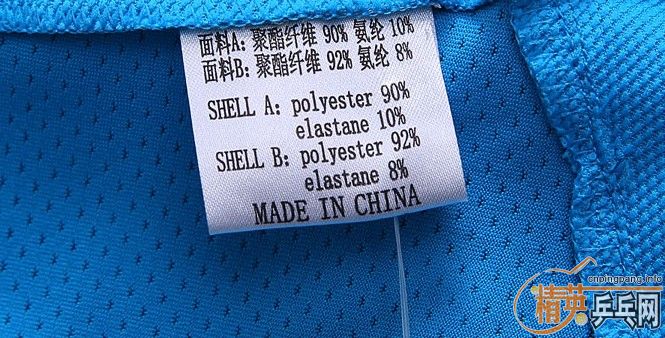 面料A: 聚酯纤维 90% 氨纶 10%
面料B: 聚酯纤维 92% 氨纶 8%
SHELL A: polyester 90%
elastane 10%
SHELL B: polyester 92%
elastane 8%
MADE IN CHINA
cnpingpang.info
精英乒乓网